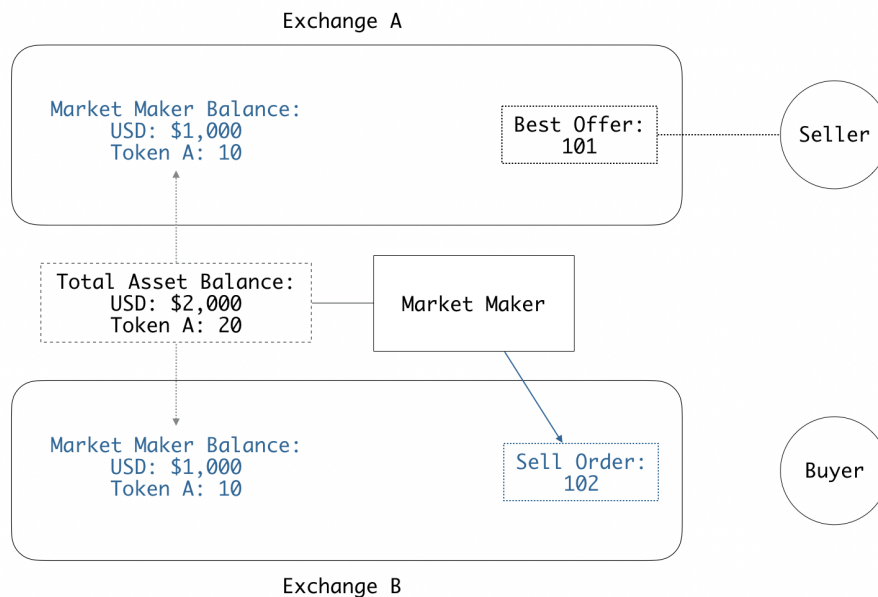 Exchange A
Market Maker Balance:
USD: $1,000
Token A: 10
Best Offer:
101
Seller
Total Asset Balance:
USD: $2,000
Token A: 20
Market Maker
Market Maker Balance:
USD: $1,000
Token A: 10
Sell Order:
102
Buyer
Exchange B